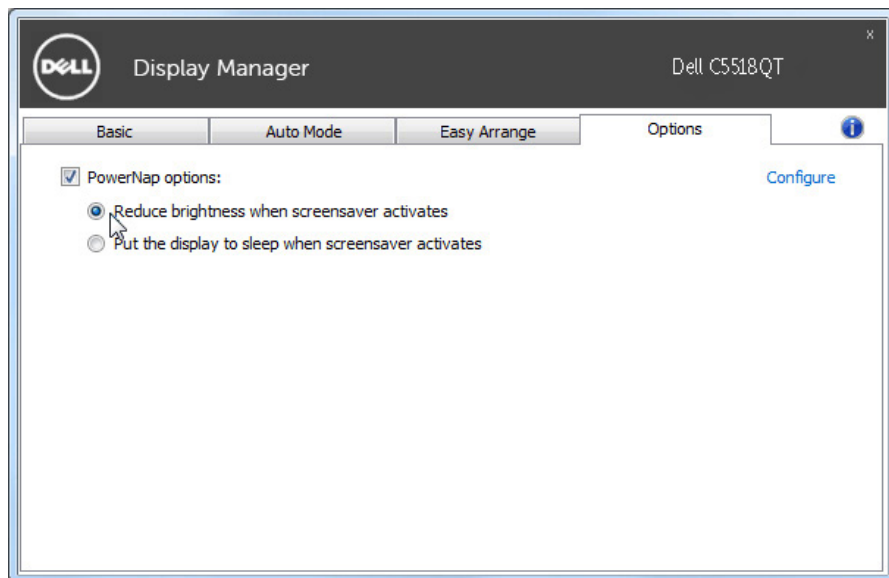 DELL Display Manager Dell C5518QT x
Basic Auto Mode Easy Arrange Options i
PowerNap options: Configure
Reduce brightness when screensaver activates
Put the display to sleep when screensaver activates